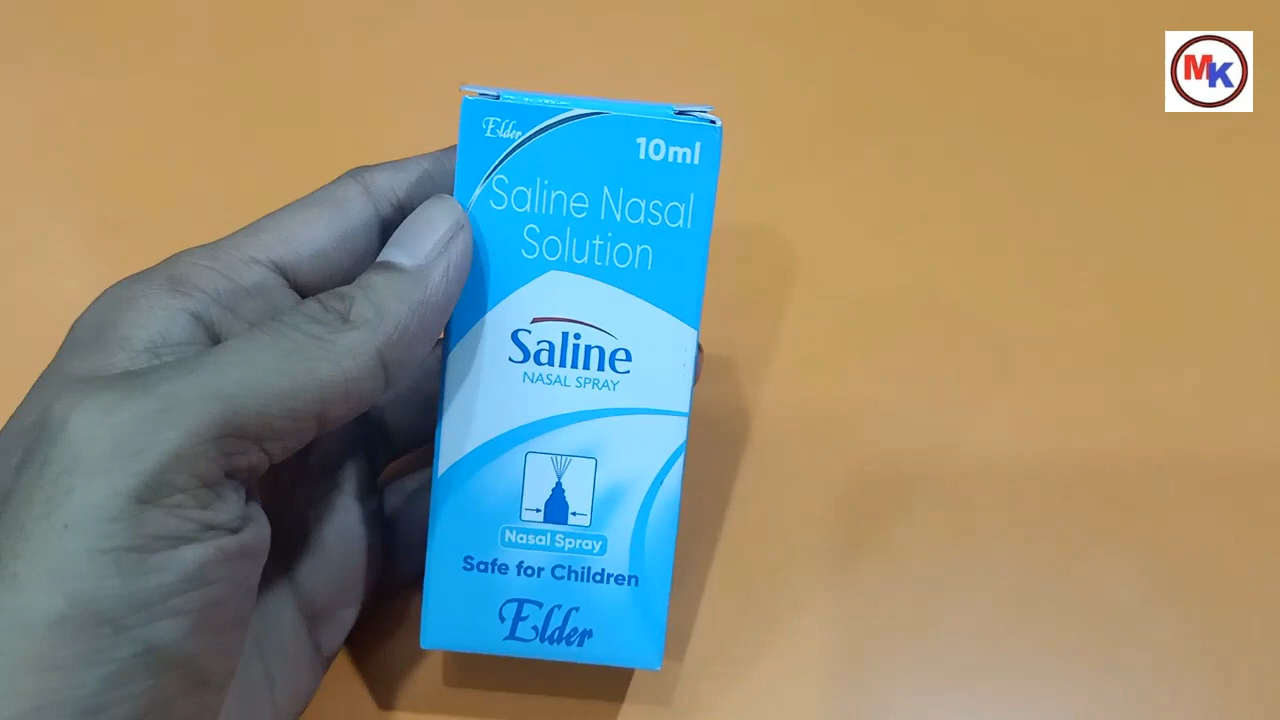 MK
Elder
10ml
Saline Nasal
Solution
Saline
NASAL SPRAY
Nasal Spray
Safe for Children
Elder